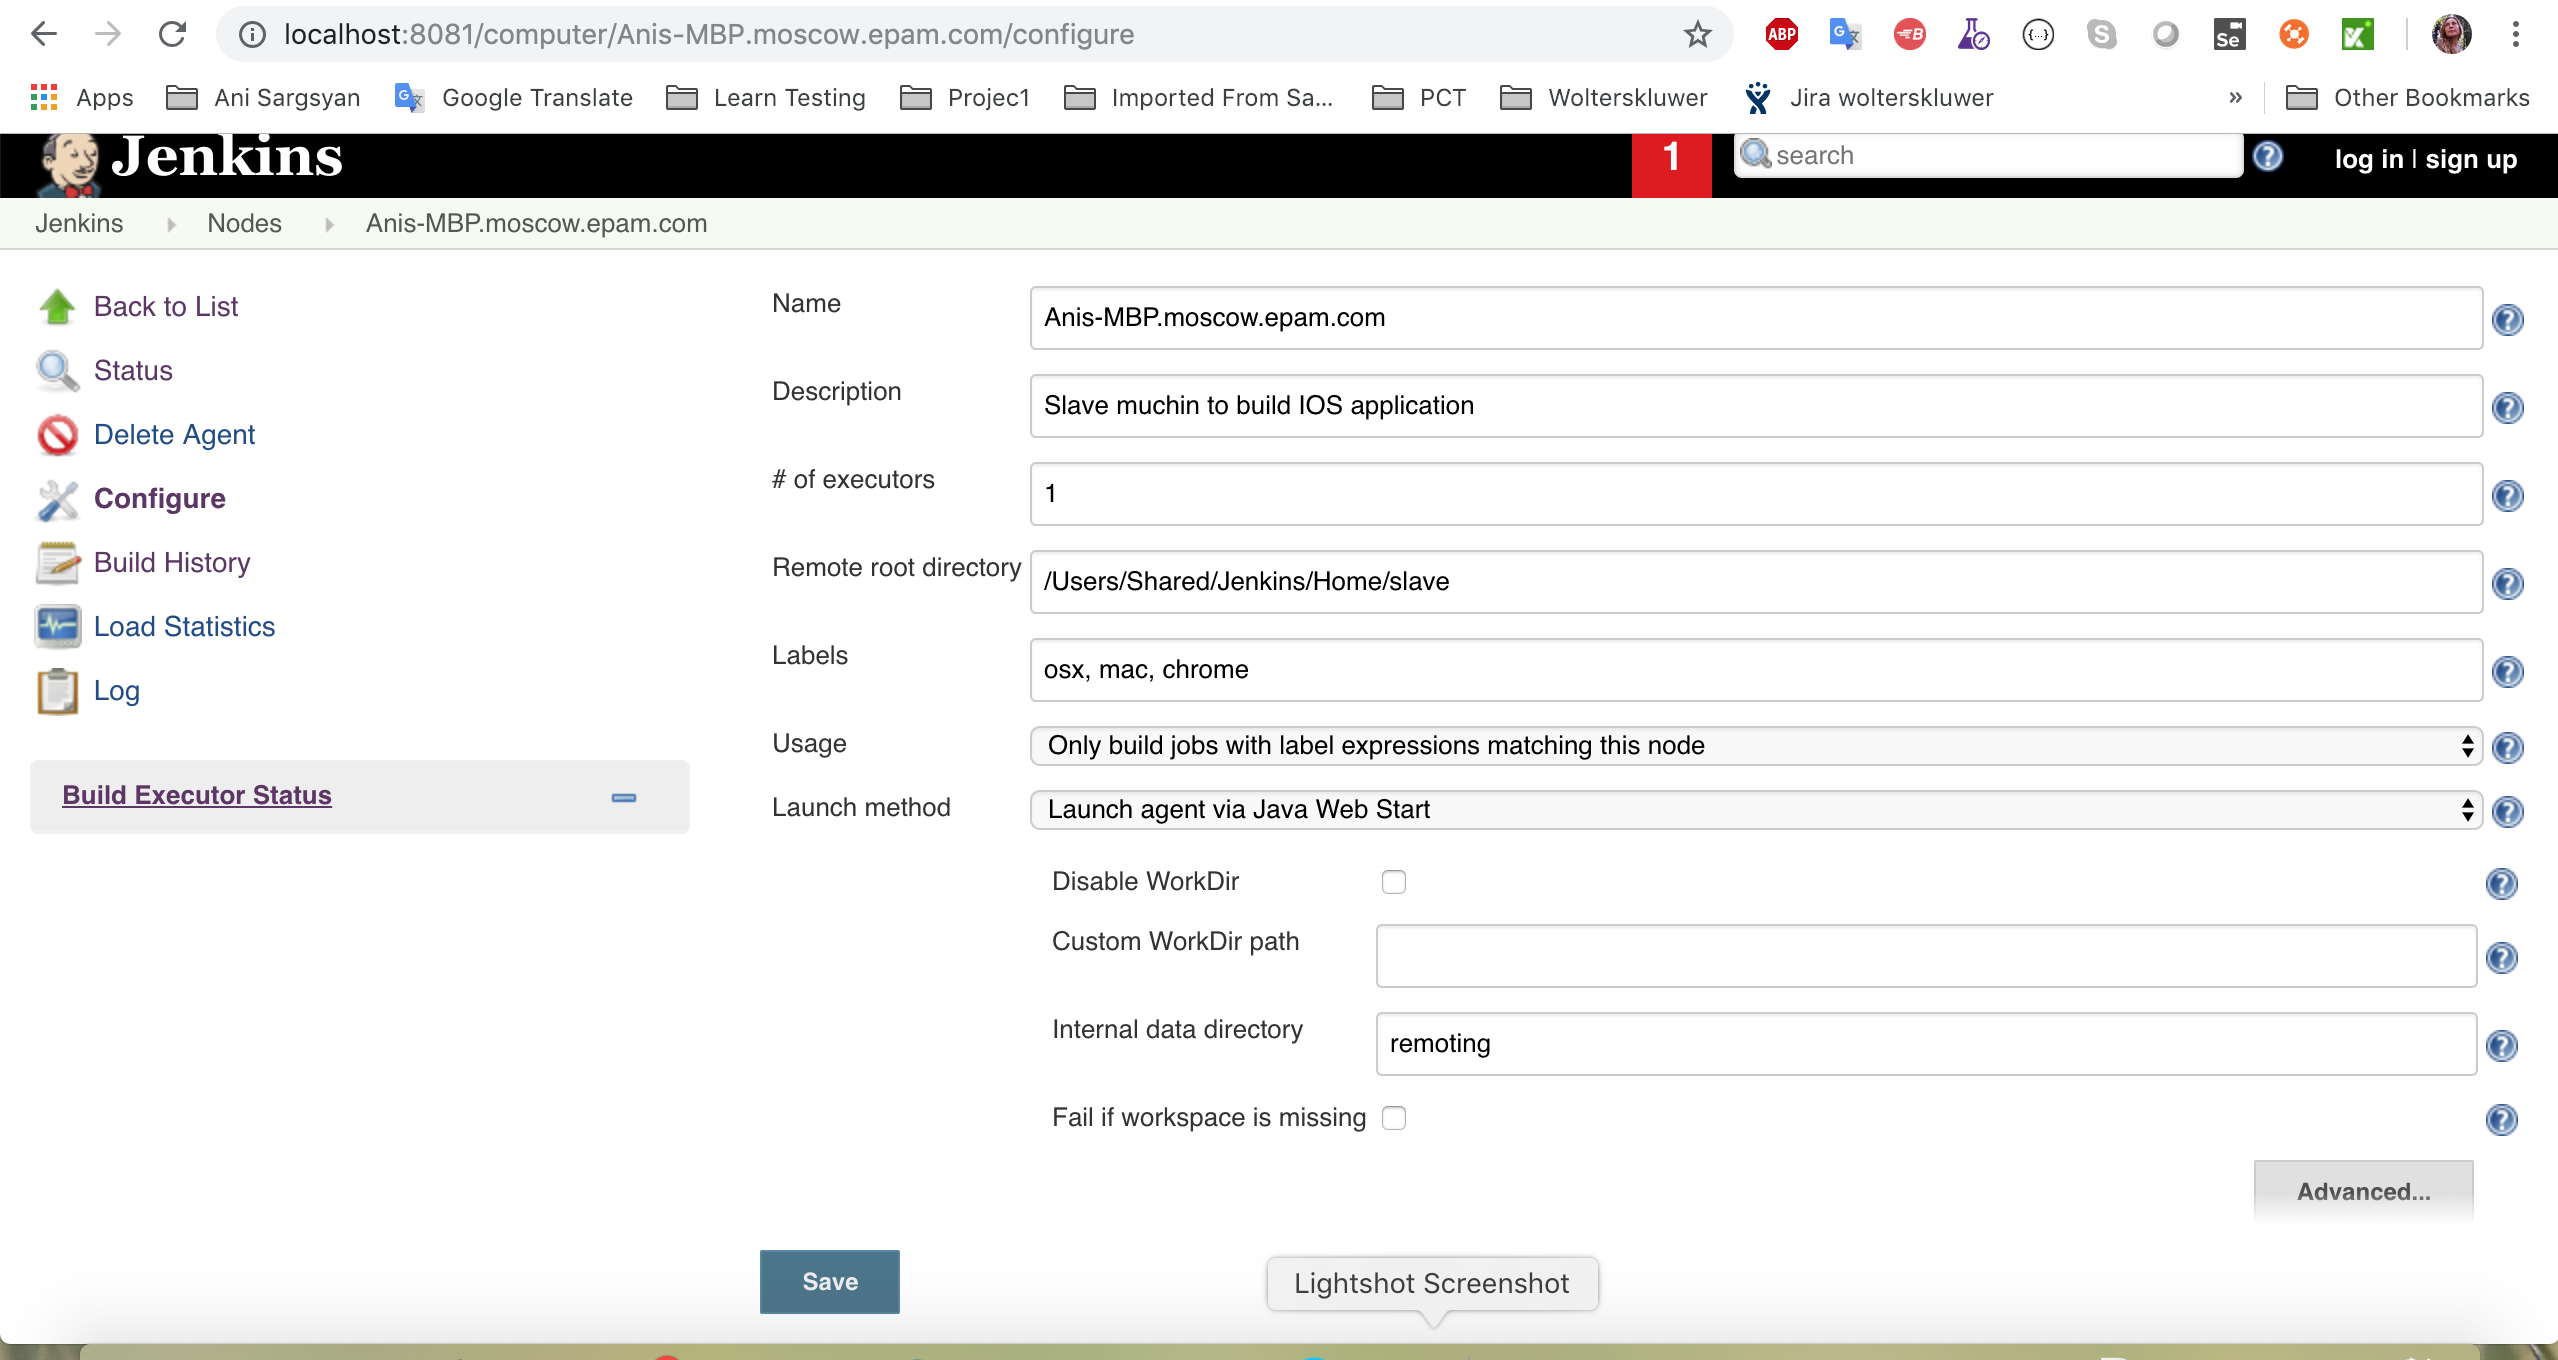 localhost:8081/computer/Anis-MBP.moscow.epam.com/configure
ABP
G
B
{...}
S
Se
Apps
Ani Sargsyan
Google Translate
Learn Testing
Projec1
Imported From Sa...
PCT
Wolterskluwer
Jira wolterskluwer
»
Other Bookmarks
Jenkins
1
search
log in | sign up
Jenkins
Nodes
Anis-MBP.moscow.epam.com
Back to List
Status
Delete Agent
Configure
Build History
Load Statistics
Log
Build Executor Status
Name
Anis-MBP.moscow.epam.com
Description
Slave muchin to build IOS application
# of executors
1
Remote root directory
/Users/Shared/Jenkins/Home/slave
Labels
osx, mac, chrome
Usage
Only build jobs with label expressions matching this node
Launch method
Launch agent via Java Web Start
Disable WorkDir
Custom WorkDir path
Internal data directory
remoting
Fail if workspace is missing
Advanced...
Save
Lightshot Screenshot